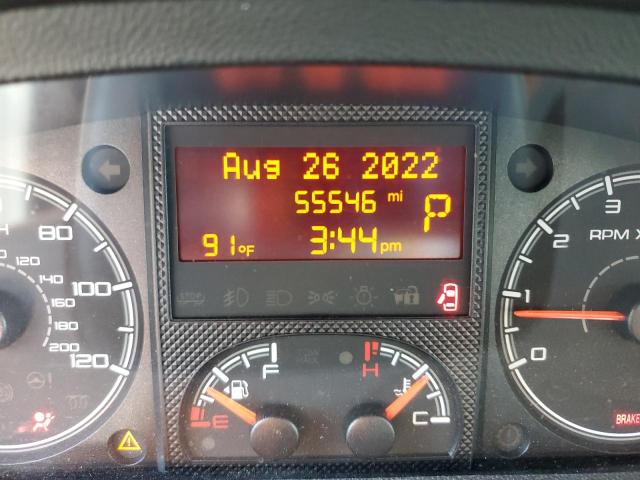 Aug 26 2022
55546 mi
P
91°F 3:44 pm
STOP
H
80
100
120
120
140
160
180
200
F
E
H
C
3
2
1
0
RPM X
BRAKE